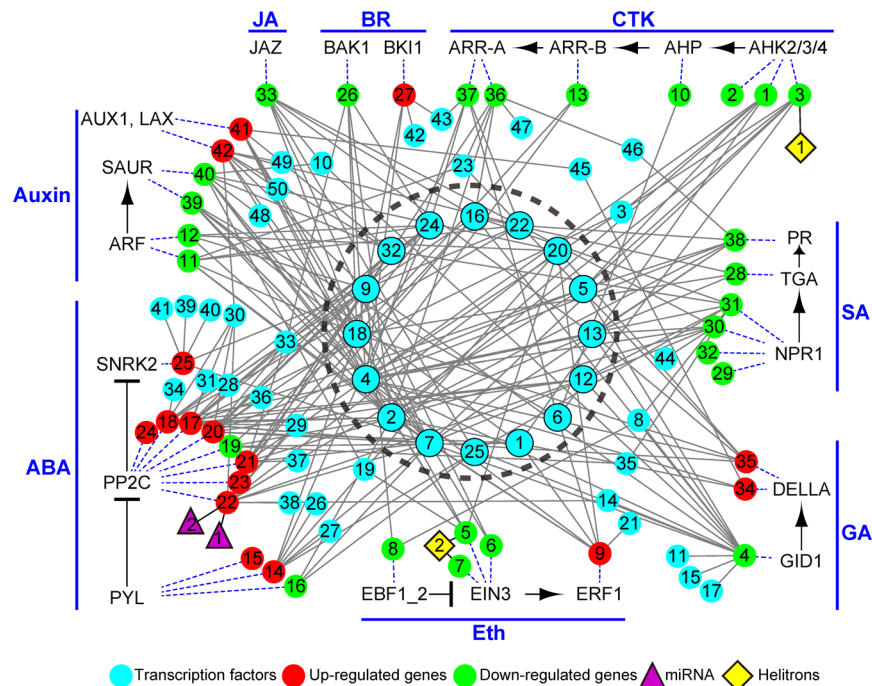 JA BR CTK
JAZ BAK1 BKI1 ARR-A ARR-B AHP AHK2/3/4
33 26 27 37 36 13 10 2 1 3
AUX1, LAX 41 42 43 47 46 1
SAUR 42 40 49 10 23 45
Auxin 39 50 48 3
ARF 12 11 24 16 22 38 PR
32 20 28 TGA
9 5 31 SA
41 39 40 30 18 13 30 NPR1
SNRK2 25 33 44 32 29
34 31 28 36 4 12
24 18 17 20 29 2 6 8
ABA 19 21 37 7 25 1 35 35
PP2C 23 19 34 DELLA
22 38 26 14
2 1 27 5 21 GA
15 8 2 6 9 11 4 GID1
14 16 7 15 17
PYL EBF1_2 EIN3 ERF1
Eth
Transcription factors Up-regulated genes Down-regulated genes miRNA Helitrons